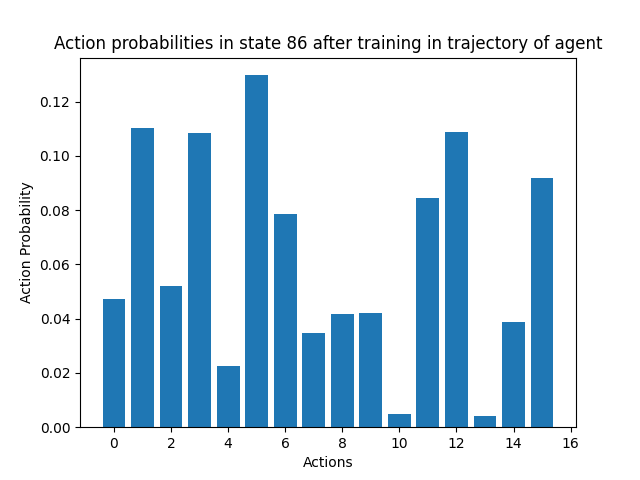 Action probabilities in state 86 after training in trajectory of agent
Action Probability
0.12
0.10
0.08
0.06
0.04
0.02
0.00
0 2 4 6 8 10 12 14 16
Actions